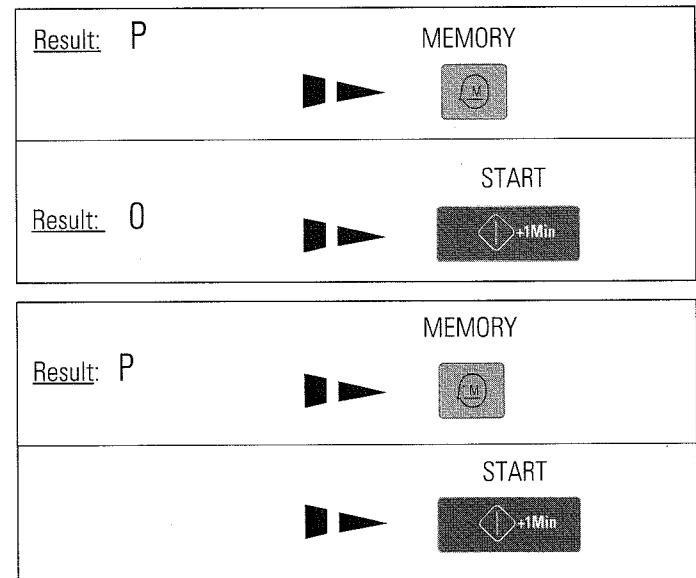 Result: P MEMORY
M
START
Result: 0 +1Min
MEMORY
Result: P
M
START
+1Min